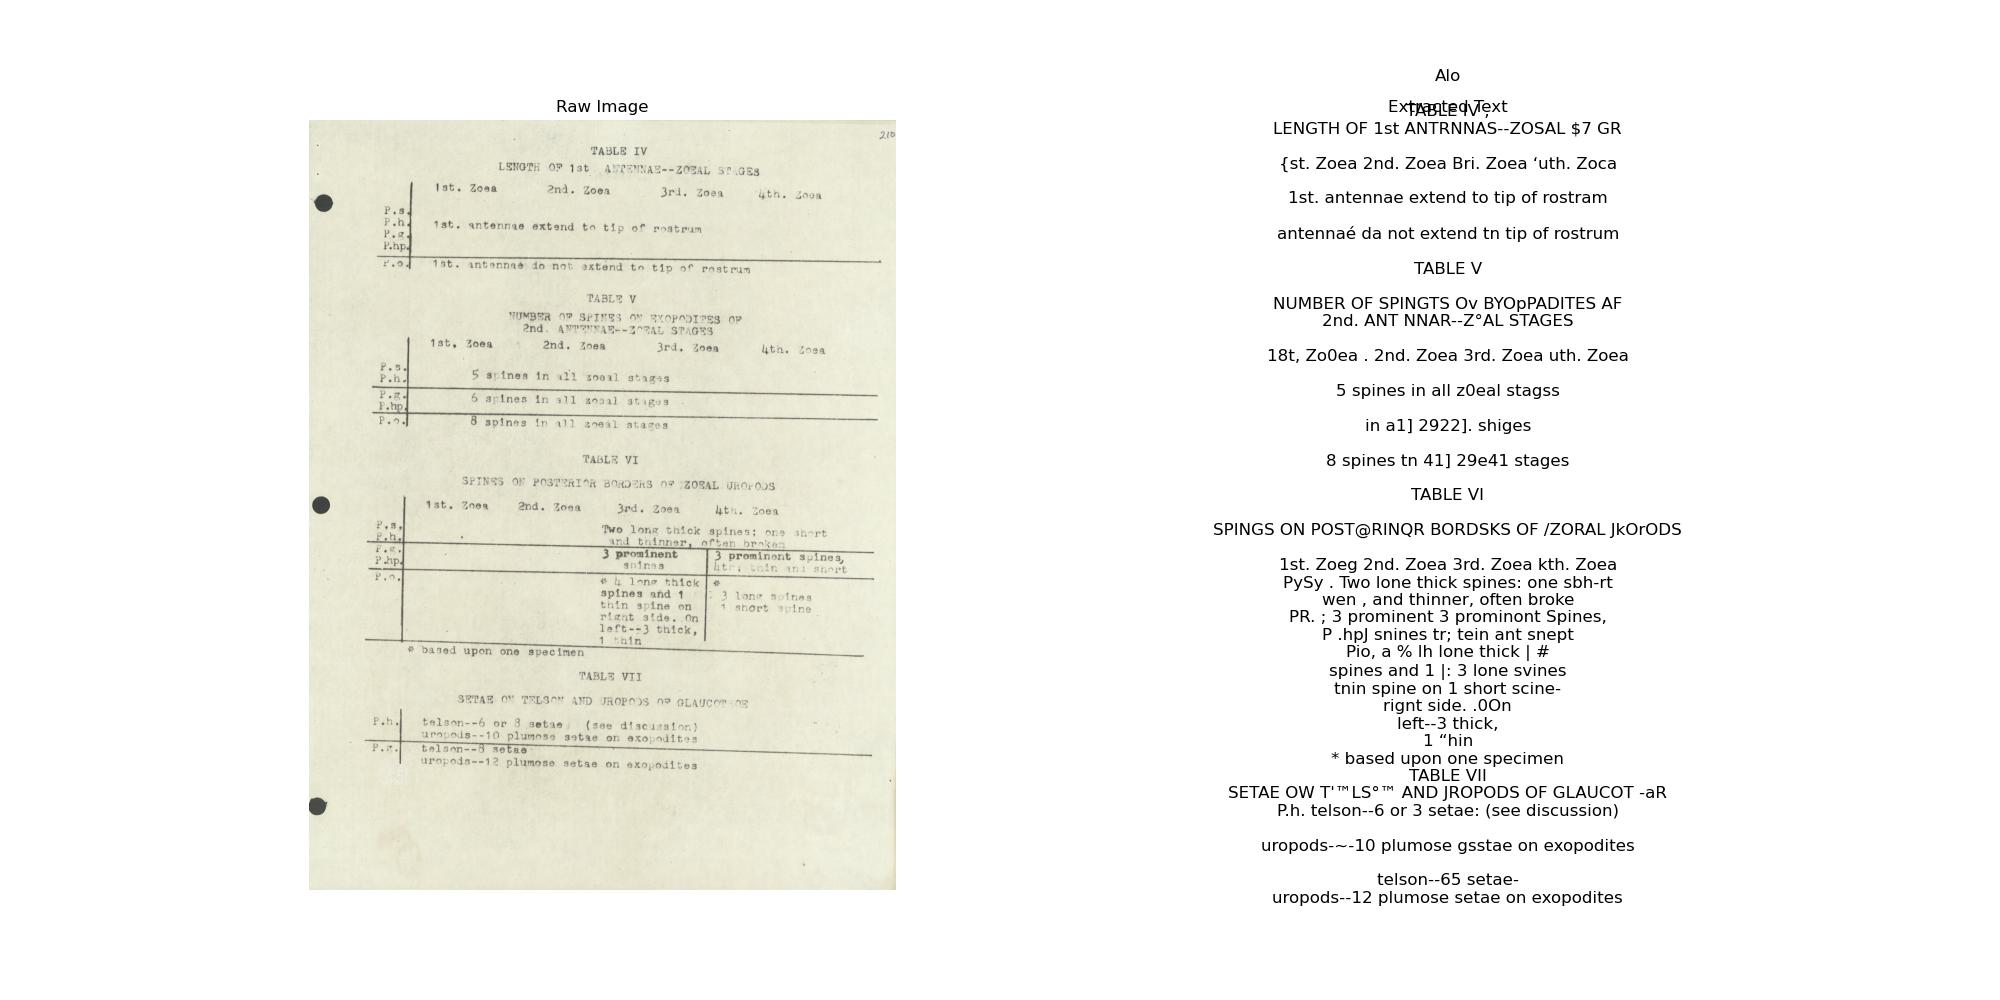 Raw Image
210
TABLE IV
LENGTH OF 1st ANTENNAE--ZOEAL STAGES
1st. Zoea 2nd. Zoea 3rd. Zoea 4th. Zoea
P.s.
P.h.
P.g.
P.hp.
1st. antennae extend to tip of rostrum
P.o. 1st. antennae do not extend to tip of rostrum
TABLE V
NUMBER OF SPINES ON EXOPODITES OF
2nd. ANTENNAE--ZOEAL STAGES
1st. Zoea 2nd. Zoea 3rd. Zoea 4th. Zoea
P.s.
P.h. 5 spines in all zoeal stages
P.g.
P.hp. 6 spines in all zoeal stages
P.o. 8 spines in all zoeal stages
TABLE VI
SPINES ON POSTERIOR BORDERS OF ZOEAL UROPODS
1st. Zoea 2nd. Zoea 3rd. Zoea 4th. Zoea
P.s. Two long thick spines; one short
P.h. and thinner, often broken
P.g. 3 prominent 3 prominent spines,
P.hp. spines 4th; thin and short
P.o. * 4 long thick *
spines and 1 3 long spines
thin spine on 1 short spine
right side. On
left--3 thick,
1 thin
* based upon one specimen
TABLE VII
SETAE ON TELSON AND UROPODS OF GLAUCOTHOE
P.h. telson--6 or 8 setae (see discussion)
uropods--10 plumose setae on exopodites
P.g. telson--8 setae
uropods--12 plumose setae on exopodites
Alo
Extracted Text
TABLE IV ,
LENGTH OF 1st ANTRNNAS--ZOSAL $7 GR
{st. Zoea 2nd. Zoea Bri. Zoea ‘uth. Zoca
1st. antennae extend to tip of rostram
antennaé da not extend tn tip of rostrum
TABLE V
NUMBER OF SPINGTS Ov BYOpPADITES AF
2nd. ANT NNAR--Z°AL STAGES
18t, Zo0ea . 2nd. Zoea 3rd. Zoea uth. Zoea
5 spines in all z0eal stagss
in a1] 2922]. shiges
8 spines tn 41] 29e41 stages
TABLE VI
SPINGS ON POST@RINQR BORDSKS OF /ZORAL JkOrODS
1st. Zoeg 2nd. Zoea 3rd. Zoea kth. Zoea
PySy . Two lone thick spines: one sbh-rt
wen , and thinner, often broke
PR. ; 3 prominent 3 prominont Spines,
P .hpJ snines tr; tein ant snept
Pio, a % lh lone thick | #
spines and 1 |: 3 lone svines
tnin spine on 1 short scine-
rignt side. .0On
left--3 thick,
1 “hin
* based upon one specimen
TABLE VII
SETAE OW T'™LS°™ AND JROPODS OF GLAUCOT -aR
P.h. telson--6 or 3 setae: (see discussion)
uropods-~-10 plumose gsstae on exopodites
telson--65 setae-
uropods--12 plumose setae on exopodites